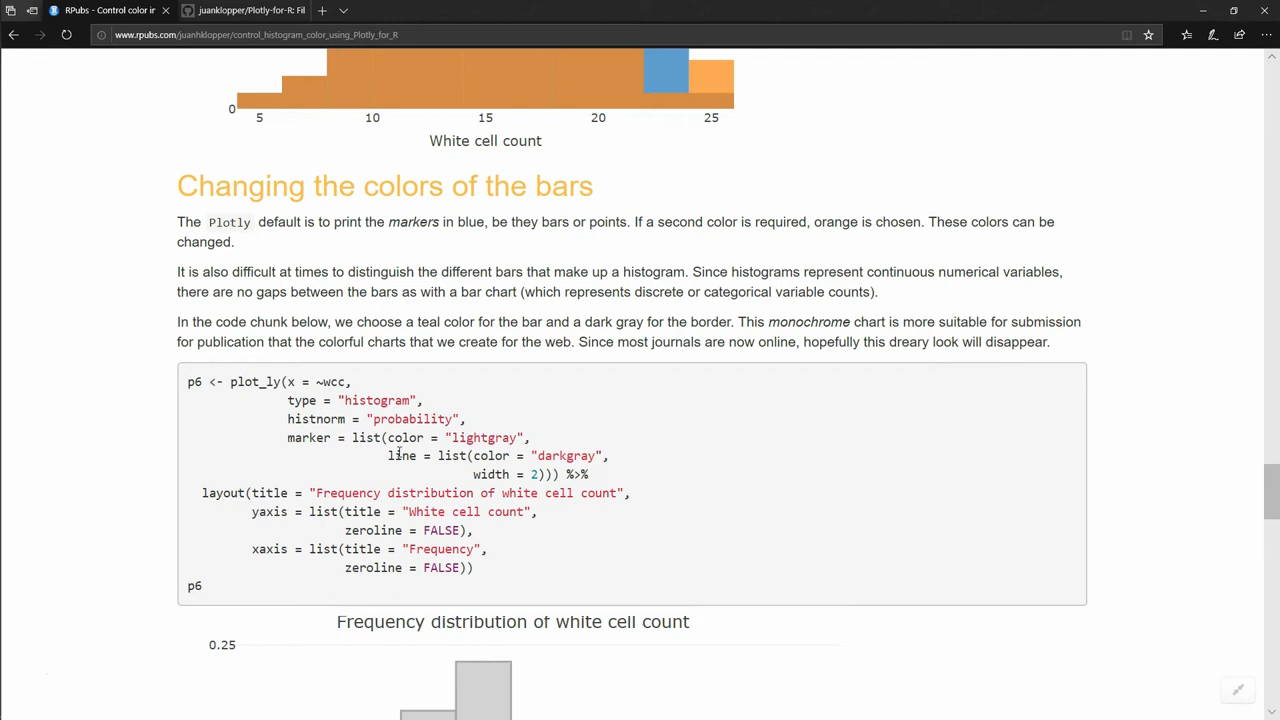 RPubs - Control color ir
juanklopper/Plotly-for-R: Fil
www.rpubs.com/juanhklopper/control_histogram_color_using_Plotly_for_R
0
5 10 15 20 25
White cell count
Changing the colors of the bars
The Plotly default is to print the markers in blue, be they bars or points. If a second color is required, orange is chosen. These colors can be
changed.
It is also difficult at times to distinguish the different bars that make up a histogram. Since histograms represent continuous numerical variables,
there are no gaps between the bars as with a bar chart (which represents discrete or categorical variable counts).
In the code chunk below, we choose a teal color for the bar and a dark gray for the border. This monochrome chart is more suitable for submission
for publication that the colorful charts that we create for the web. Since most journals are now online, hopefully this dreary look will disappear.
p6 <- plot_ly(x = ~wcc,
type = "histogram",
histnorm = "probability",
marker = list(color = "lightgray",
line = list(color = "darkgray",
width = 2))) %>%
layout(title = "Frequency distribution of white cell count",
yaxis = list(title = "White cell count",
zeroline = FALSE),
xaxis = list(title = "Frequency",
zeroline = FALSE))
p6
Frequency distribution of white cell count
0.25